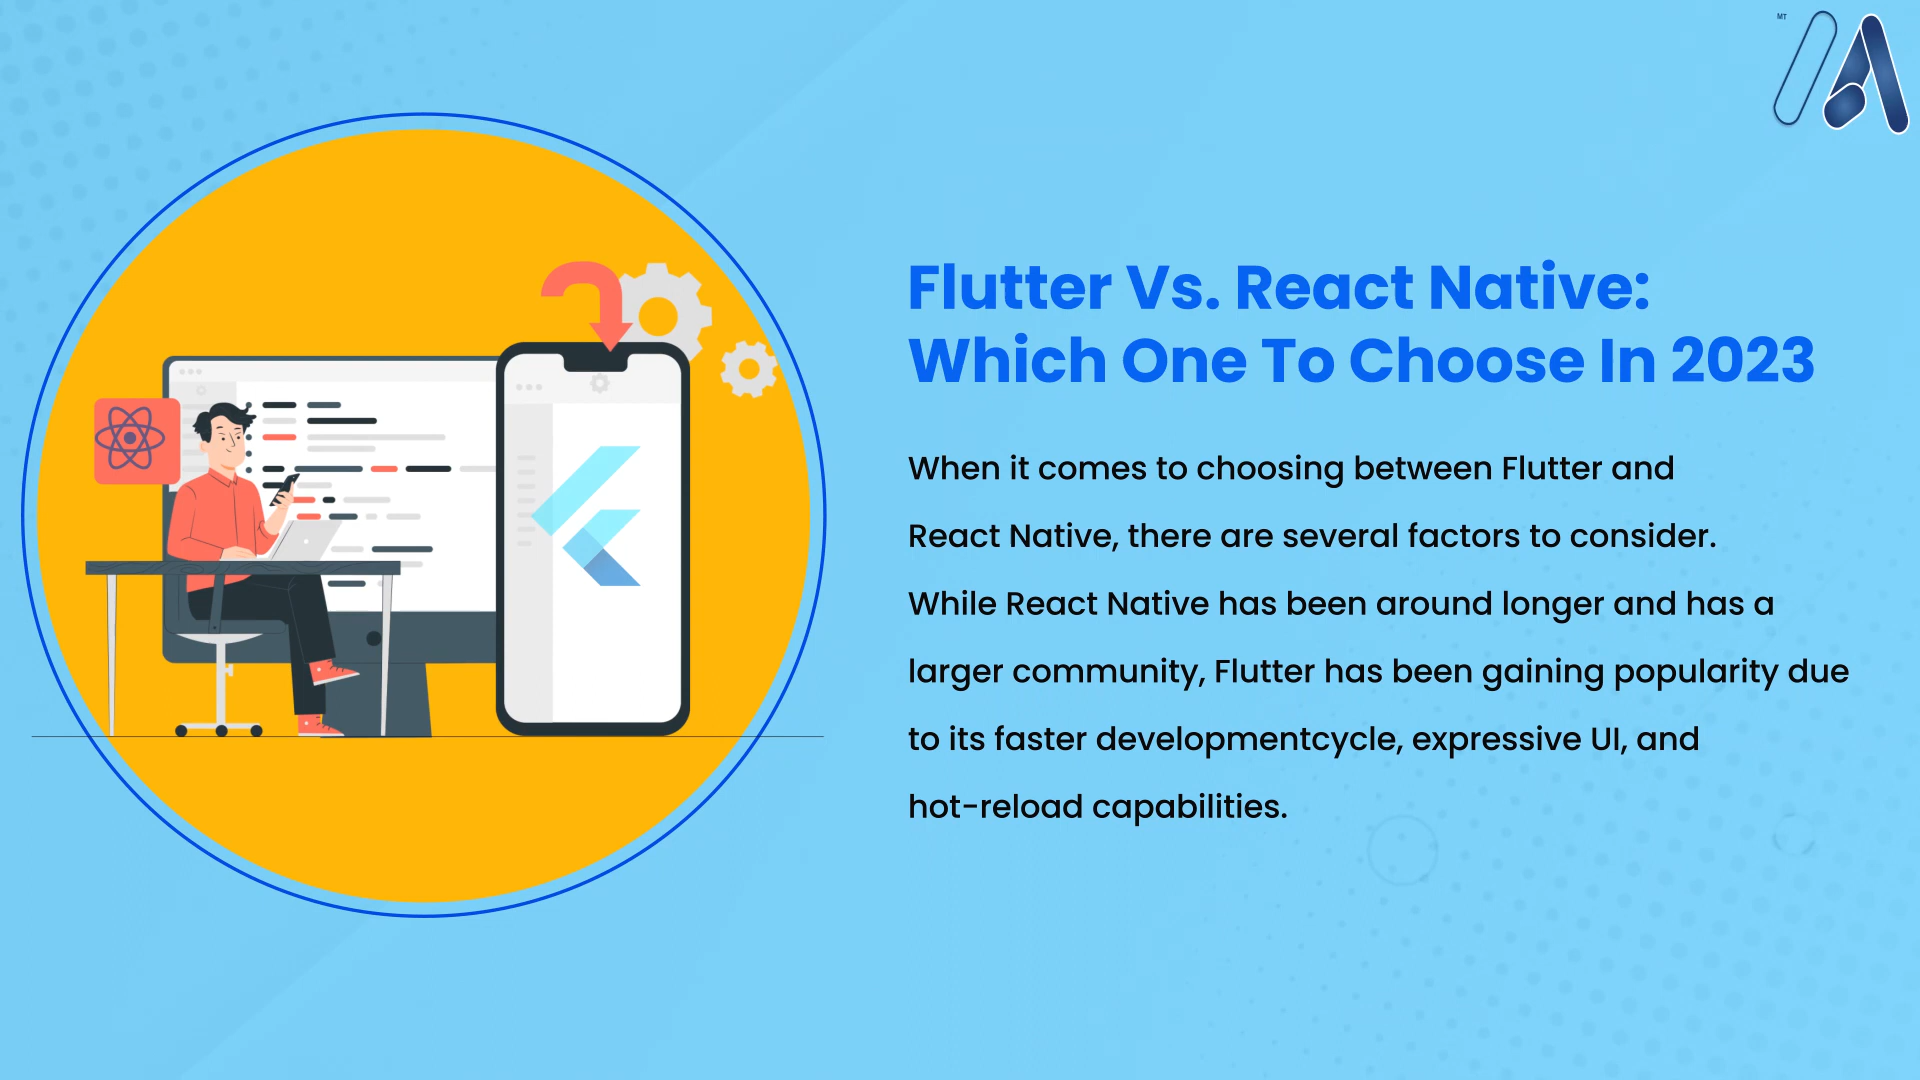 MT
Flutter Vs. React Native:
Which One To Choose In 2023
When it comes to choosing between Flutter and
React Native, there are several factors to consider.
While React Native has been around longer and has a
larger community, Flutter has been gaining popularity due
to its faster developmentcycle, expressive UI, and
hot-reload capabilities.